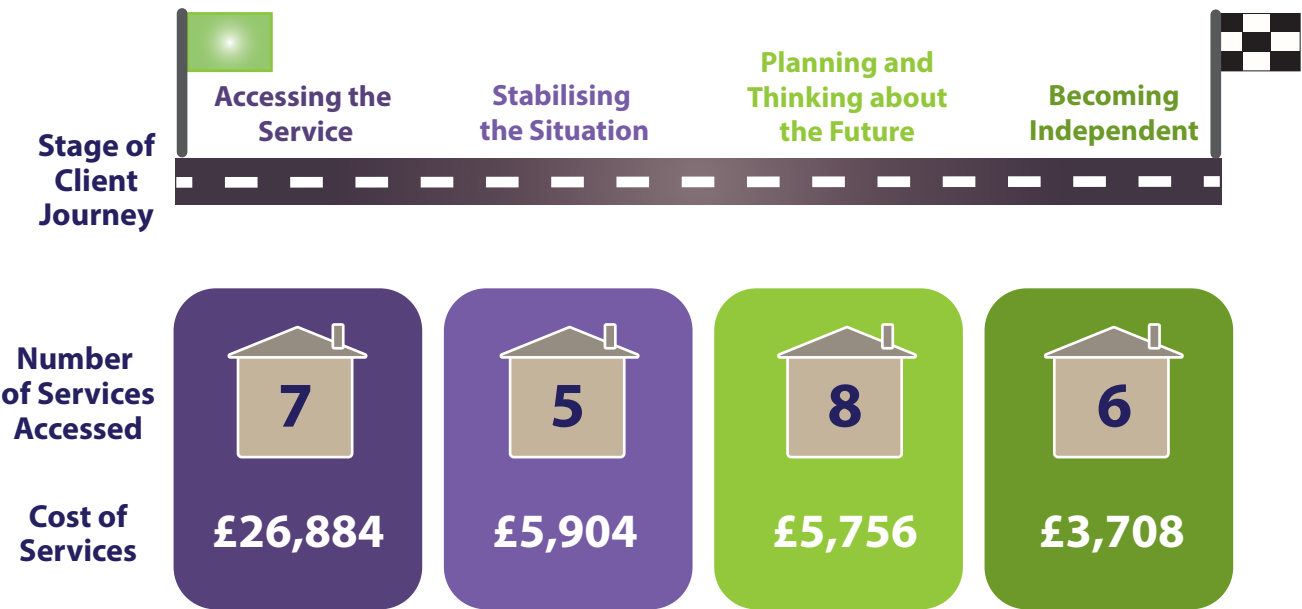 Stage of
Client
Journey
Accessing the
Service
Stabilising
the Situation
Planning and
Thinking about
the Future
Becoming
Independent
Number
of Services
Accessed
7
5
8
6
Cost of
Services
£26,884
£5,904
£5,756
£3,708